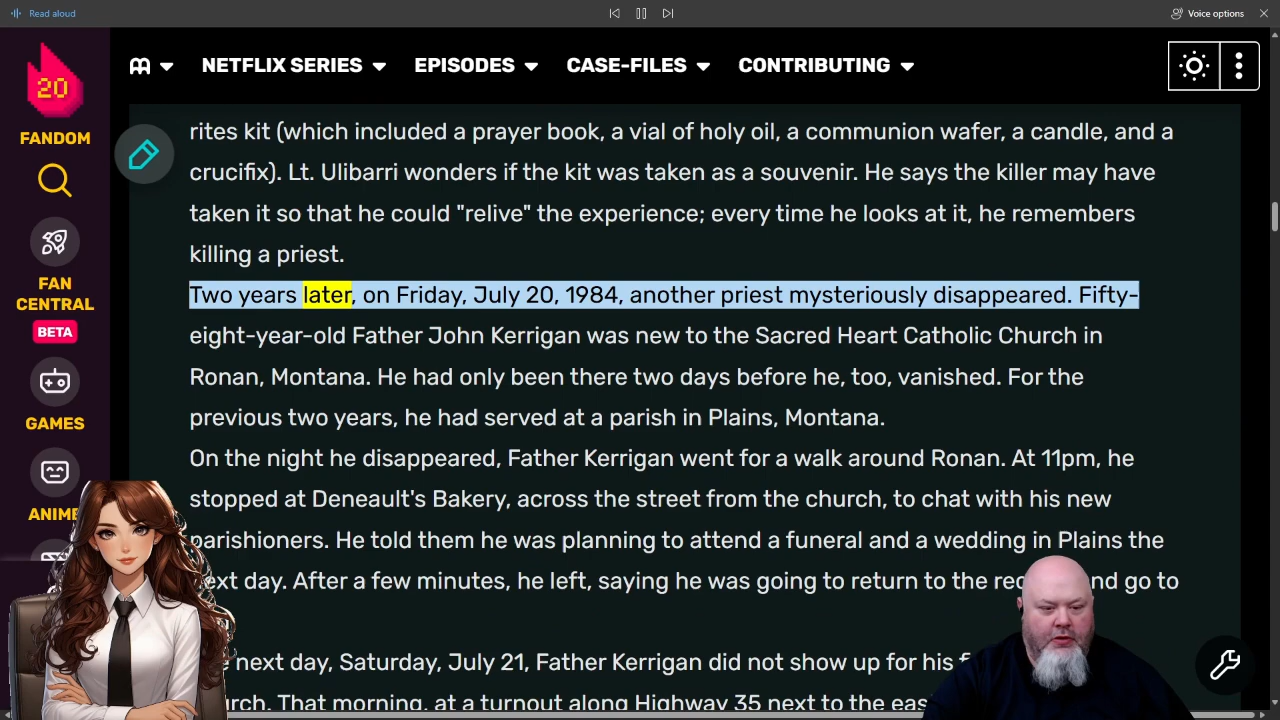 Read aloud
Voice options
20
FANDOM
FAN
CENTRAL
BETA
GAMES
ANIME
NETFLIX SERIES
EPISODES
CASE-FILES
CONTRIBUTING
rites kit (which included a prayer book, a vial of holy oil, a communion wafer, a candle, and a
crucifix). Lt. Ulibarri wonders if the kit was taken as a souvenir. He says the killer may have
taken it so that he could "relive" the experience; every time he looks at it, he remembers
killing a priest.
Two years later, on Friday, July 20, 1984, another priest mysteriously disappeared. Fifty-
eight-year-old Father John Kerrigan was new to the Sacred Heart Catholic Church in
Ronan, Montana. He had only been there two days before he, too, vanished. For the
previous two years, he had served at a parish in Plains, Montana.
On the night he disappeared, Father Kerrigan went for a walk around Ronan. At 11pm, he
stopped at Deneault's Bakery, across the street from the church, to chat with his new
parishioners. He told them he was planning to attend a funeral and a wedding in Plains the
next day. After a few minutes, he left, saying he was going to return to the and go to
next day, Saturday, July 21, Father Kerrigan did not show up for his
That morning, at a turnout along Highway 35 next to the